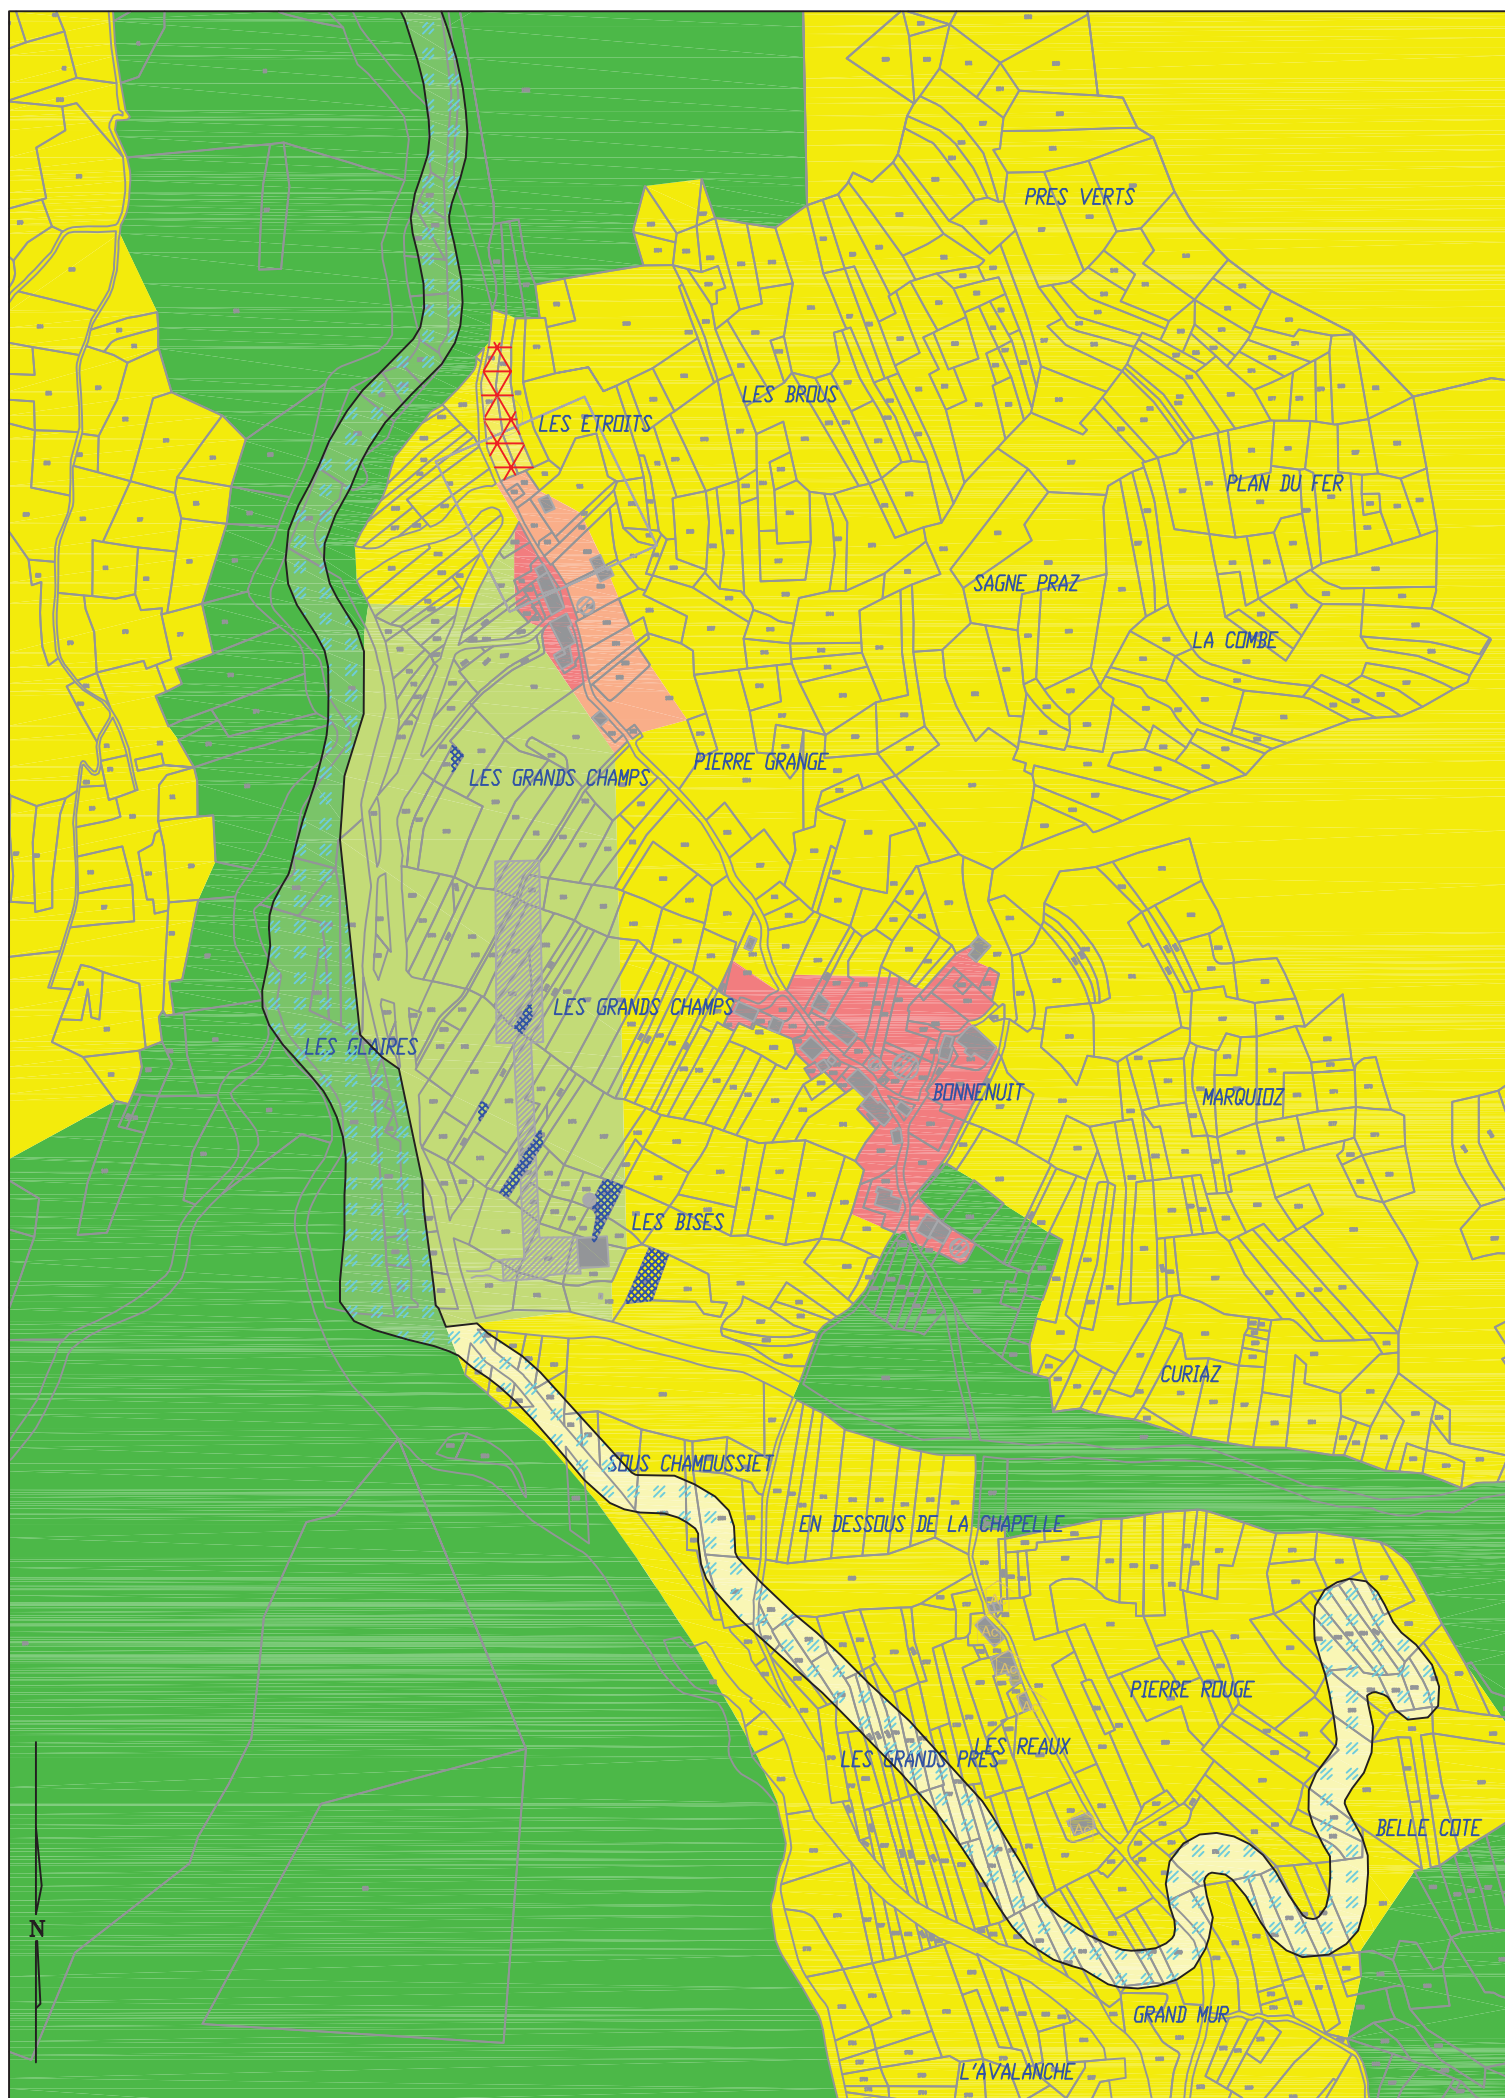 PRES VERTS
LES BROUS
LES ETROITS
PLAN DU FER
SAGNE PRAZ
LA COMBE
PIERRE GRANGE
LES GRANDS CHAMPS
LES GRANDS CHAMPS
LES GLAIRES
BONNENUIT
MARQUIOZ
LES BISES
CURIAZ
SOUS CHAMOUSSIET
EN DESSOUS DE LA CHAPELLE
PIERRE ROUGE
LES REAUX
LES GRANDS PRES
BELLE COTE
N
GRAND MUR
L'AVALANCHE